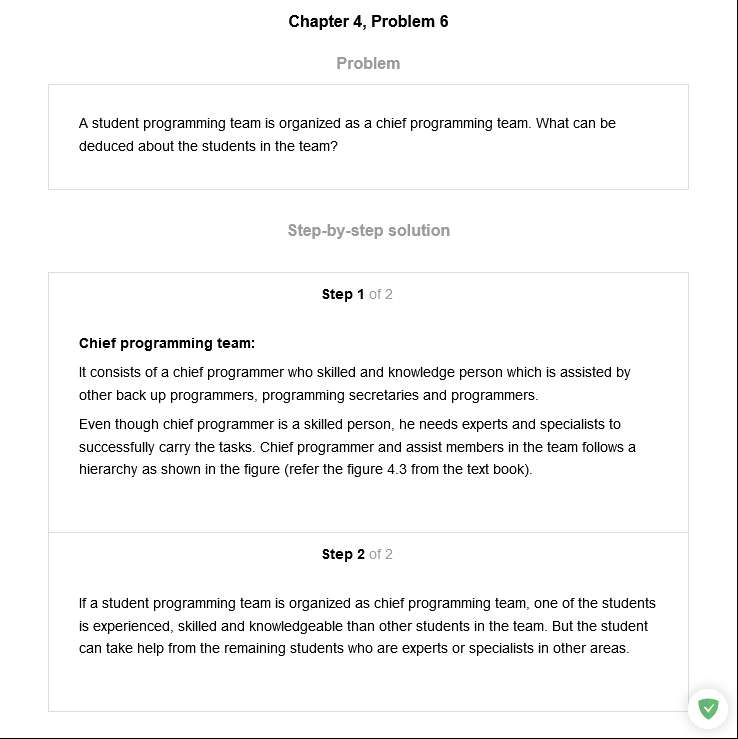 Chapter 4, Problem 6
Problem
A student programming team is organized as a chief programming team. What can be
deduced about the students in the team?
Step-by-step solution
Step 1 of 2
Chief programming team:
It consists of a chief programmer who skilled and knowledge person which is assisted by
other back up programmers, programming secretaries and programmers.
Even though chief programmer is a skilled person, he needs experts and specialists to
successfully carry the tasks. Chief programmer and assist members in the team follows a
hierarchy as shown in the figure (refer the figure 4.3 from the text book).
Step 2 of 2
If a student programming team is organized as chief programming team, one of the students
is experienced, skilled and knowledgeable than other students in the team. But the student
can take help from the remaining students who are experts or specialists in other areas.